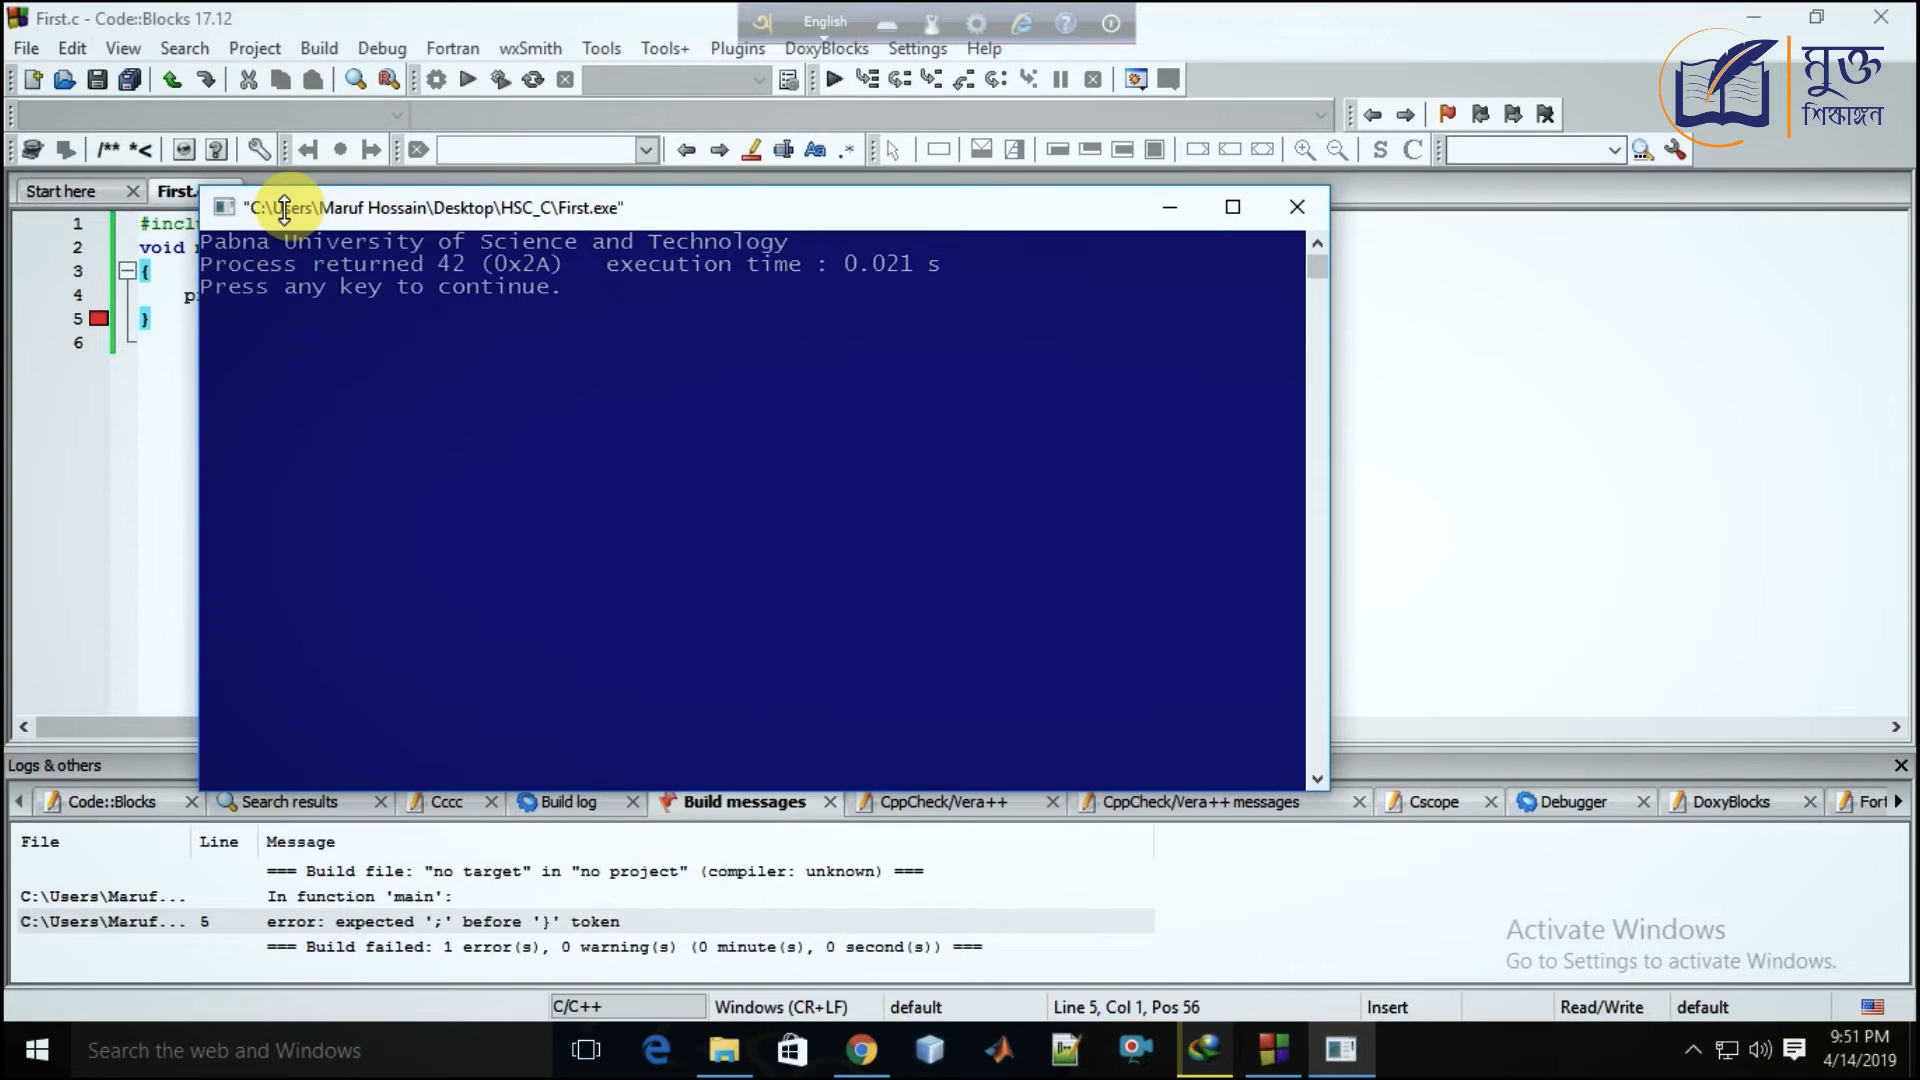 First.c - Code::Blocks 17.12
English
File Edit View Search Project Build Debug Fortran wxSmith Tools Tools+ Plugins DoxyBlocks Settings Help
মুক্ত
শিক্ষাঙ্গন
/** *<
Aa .*
S C
Start here First.
"C:\Users\Maruf Hossain\Desktop\HSC_C\First.exe"
1 #incl
2 void
3 {
4 p
5 }
6
Pabna University of Science and Technology
Process returned 42 (0x2A) execution time : 0.021 s
Press any key to continue.
Logs & others
Code::Blocks Search results Cccc Build log Build messages CppCheck/Vera++ CppCheck/Vera++ messages Cscope Debugger DoxyBlocks Fort
File Line Message
=== Build file: "no target" in "no project" (compiler: unknown) ===
C:\Users\Maruf... In function 'main':
C:\Users\Maruf... 5 error: expected ';' before '}' token
=== Build failed: 1 error(s), 0 warning(s) (0 minute(s), 0 second(s)) ===
Activate Windows
Go to Settings to activate Windows.
C/C++ Windows (CR+LF) default Line 5, Col 1, Pos 56 Insert Read/Write default
Search the web and Windows
9:51 PM
4/14/2019